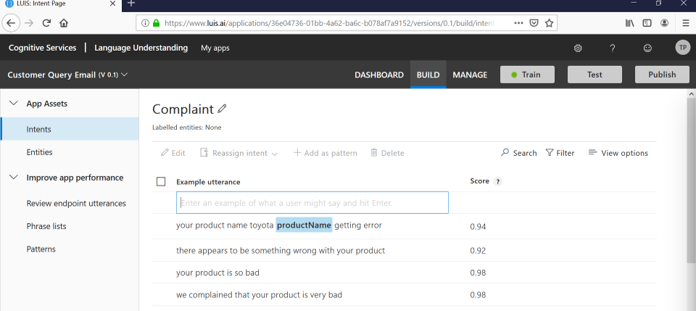 LUIS: Intent Page
https://www.luis.ai/applications/36e04736-01bb-4a62-ba6c-b078af7a9152/versions/0.1/build/inten
Cognitive Services | Language Understanding My apps ? TP
Customer Query Email (V 0.1) DASHBOARD BUILD MANAGE Train Test Publish
App Assets
Intents
Entities
Improve app performance
Review endpoint utterances
Phrase lists
Patterns
Complaint
Labelled entities: None
Edit Reassign intent + Add as pattern Delete Search Filter View options
Example utterance Score ?
Enter an example of what a user might say and hit Enter.
your product name toyota productName getting error 0.94
there appears to be something wrong with your product 0.92
your product is so bad 0.98
we complained that your product is very bad 0.98